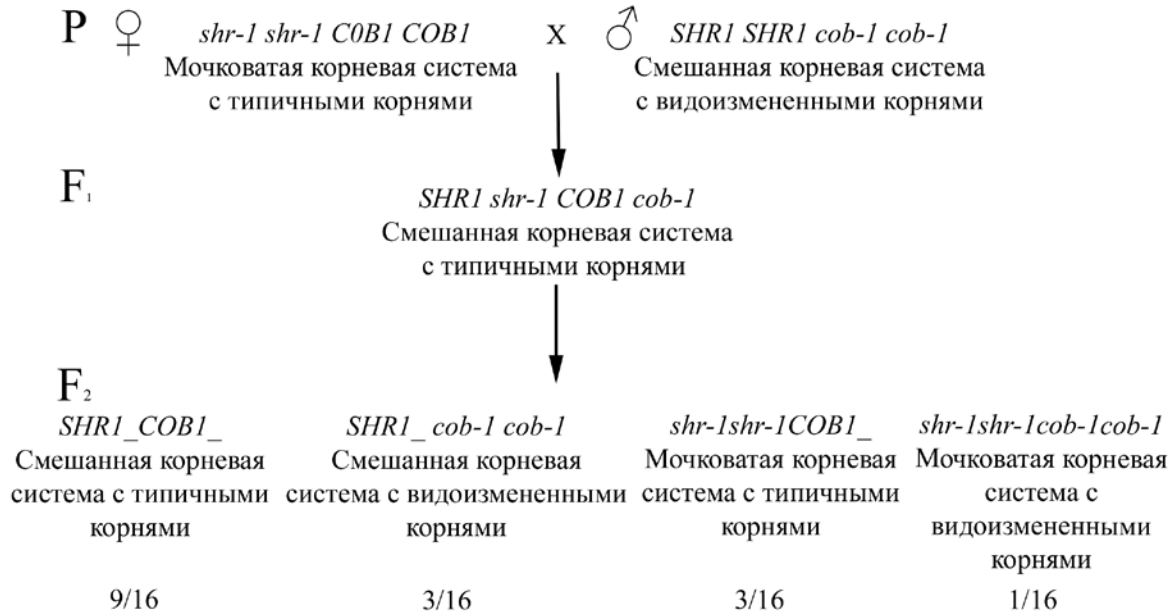 P ♀ shr-1 shr-1 C0B1 COB1 X ♂ SHR1 SHR1 cob-1 cob-1
Мочковатая корневая система
с типичными корнями
Смешанная корневая система
с видоизмененными корнями
F₁
SHR1 shr-1 COB1 cob-1
Смешанная корневая система
с типичными корнями
F₂
SHR1_COB1_
Смешанная корневая
система с типичными
корнями
9/16
SHR1_ cob-1 cob-1
Смешанная корневая
система с видоизмененными
корнями
3/16
shr-1shr-1COB1_
Мочковатая корневая
система с типичными
корнями
3/16
shr-1shr-1cob-1cob-1
Мочковатая корневая
система с
видоизмененными
корнями
1/16